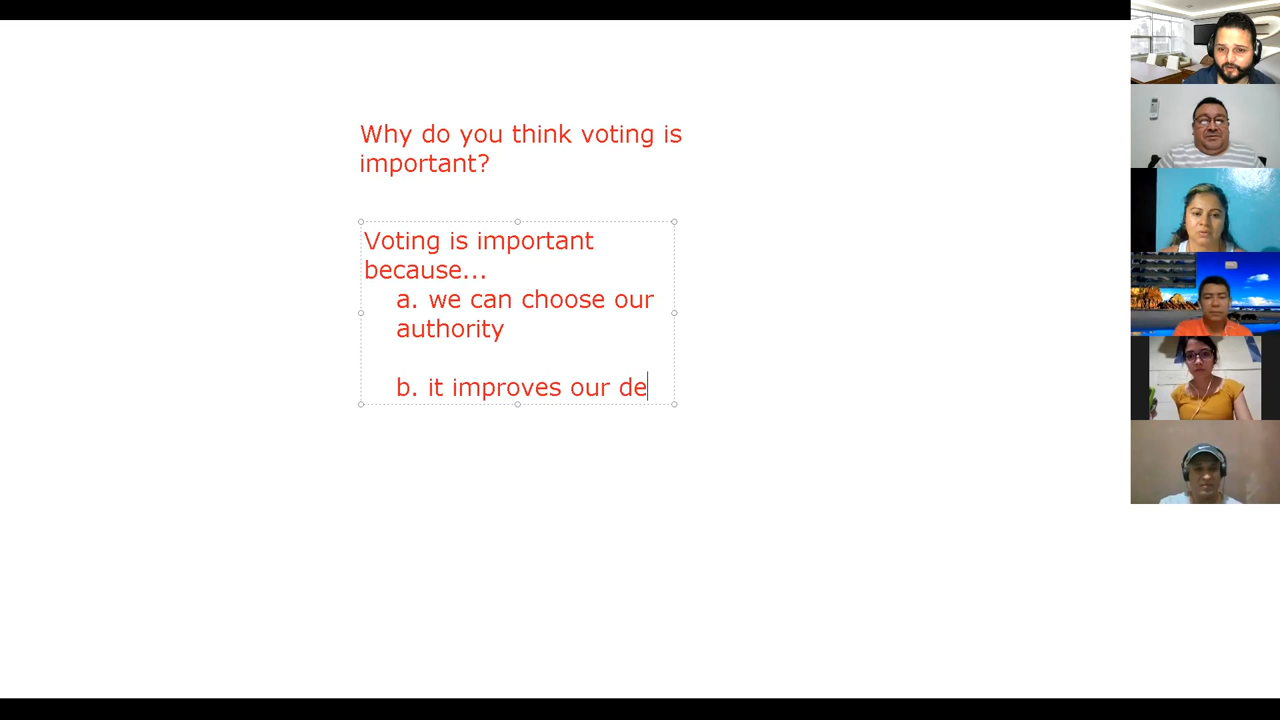 Why do you think voting is
important?
Voting is important
because...
a. we can choose our
authority
b. it improves our de